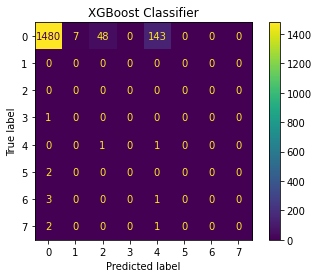 XGBoost Classifier
0 1480 7 48 0 143 0 0 0
1 0 0 0 0 0 0 0 0
2 0 0 0 0 0 0 0 0
3 1 0 0 0 0 0 0 0
4 0 0 1 0 1 0 0 0
5 2 0 0 0 0 0 0 0
6 3 0 0 0 1 0 0 0
7 2 0 0 0 1 0 0 0
0 1 2 3 4 5 6 7
True label
Predicted label
1400
1200
1000
800
600
400
200
0